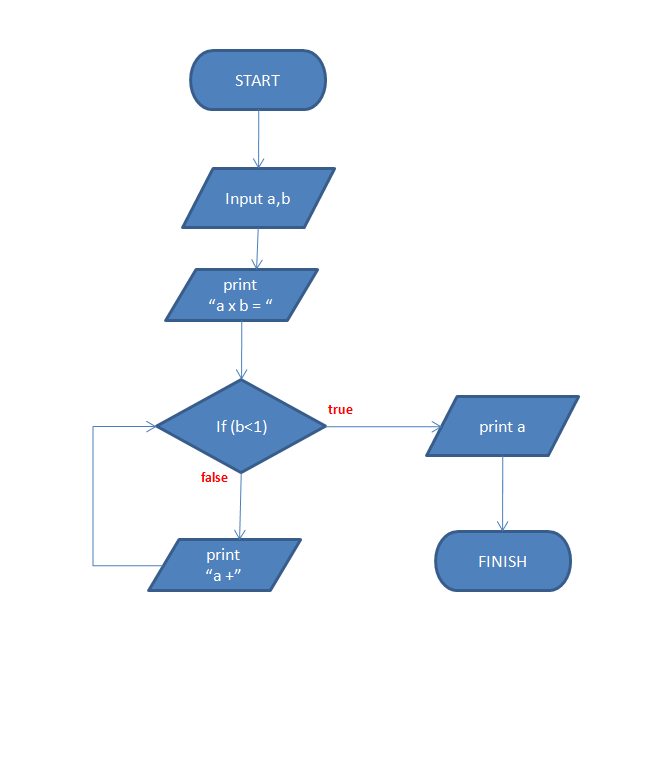 START
Input a,b
print
“a x b = “
If (b<1)
true
print a
false
print
“a +”
FINISH